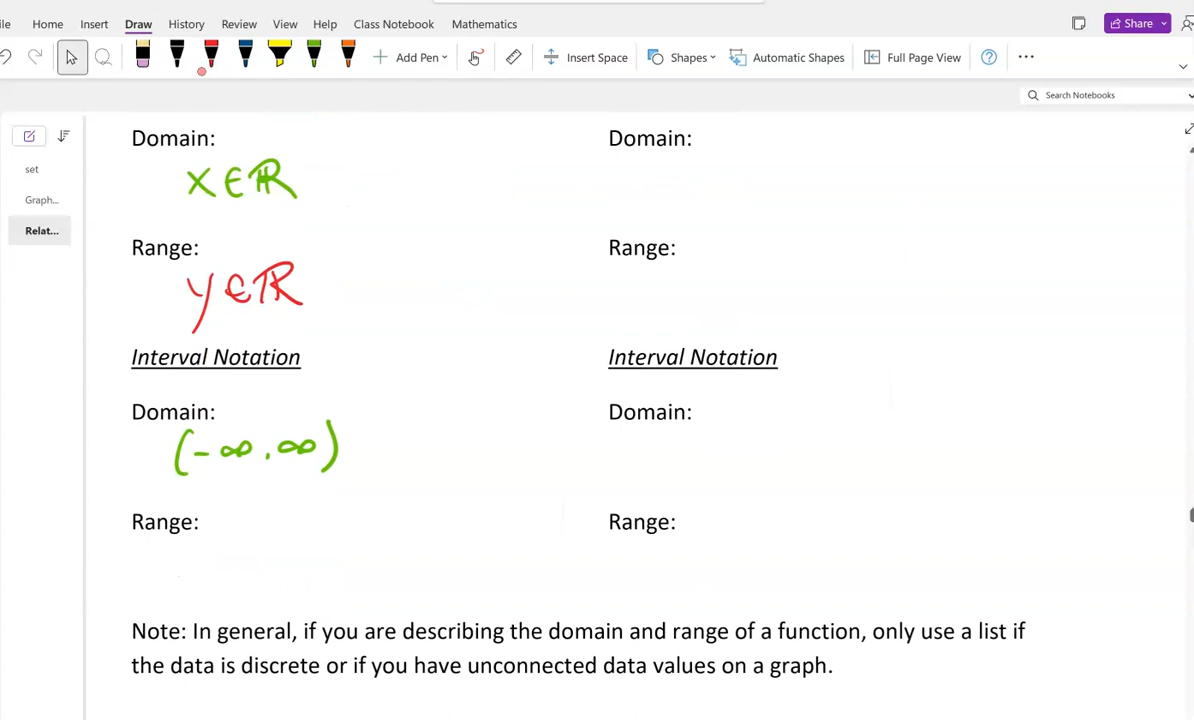 ile Home Insert Draw History Review View Help Class Notebook Mathematics Share
Add Pen Insert Space Shapes Automatic Shapes Full Page View
Search Notebooks
set
Graph...
Relat...
Domain: Domain:
x∈ℝ
Range: Range:
y∈ℝ
Interval Notation Interval Notation
Domain: Domain:
(-∞.∞)
Range: Range:
Note: In general, if you are describing the domain and range of a function, only use a list if
the data is discrete or if you have unconnected data values on a graph.